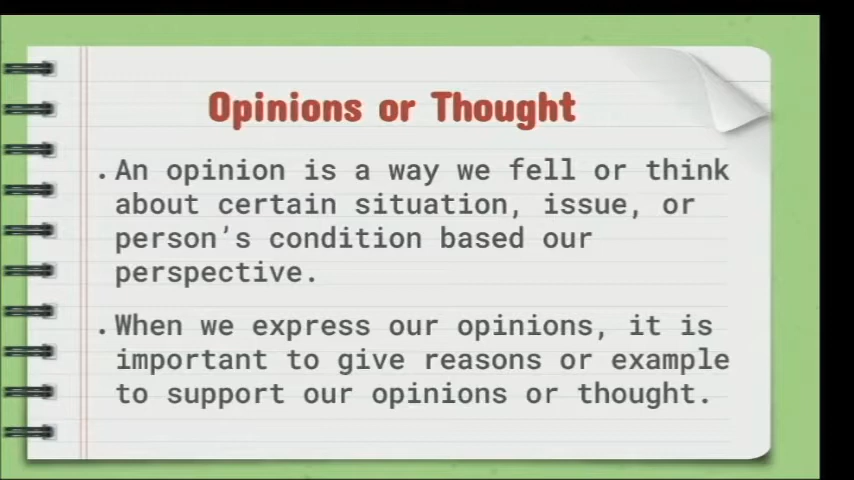 Opinions or Thought
. An opinion is a way we fell or think
about certain situation, issue, or
person's condition based our
perspective.
. When we express our opinions, it is
important to give reasons or example
to support our opinions or thought.